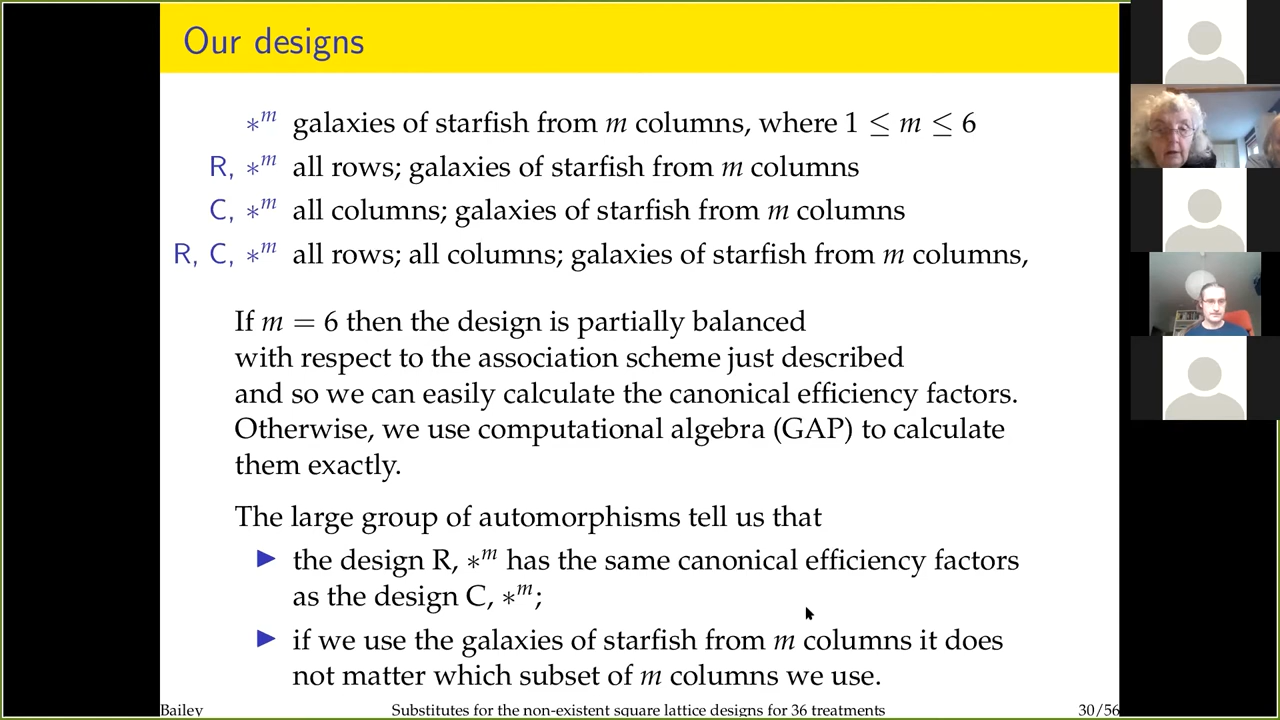 Our designs
∗^m galaxies of starfish from m columns, where 1 ≤ m ≤ 6
R, ∗^m all rows; galaxies of starfish from m columns
C, ∗^m all columns; galaxies of starfish from m columns
R, C, ∗^m all rows; all columns; galaxies of starfish from m columns,
If m = 6 then the design is partially balanced
with respect to the association scheme just described
and so we can easily calculate the canonical efficiency factors.
Otherwise, we use computational algebra (GAP) to calculate
them exactly.
The large group of automorphisms tell us that
▶ the design R, ∗^m has the same canonical efficiency factors
as the design C, ∗^m;
▶ if we use the galaxies of starfish from m columns it does
not matter which subset of m columns we use.
Bailey Substitutes for the non-existent square lattice designs for 36 treatments 30/56